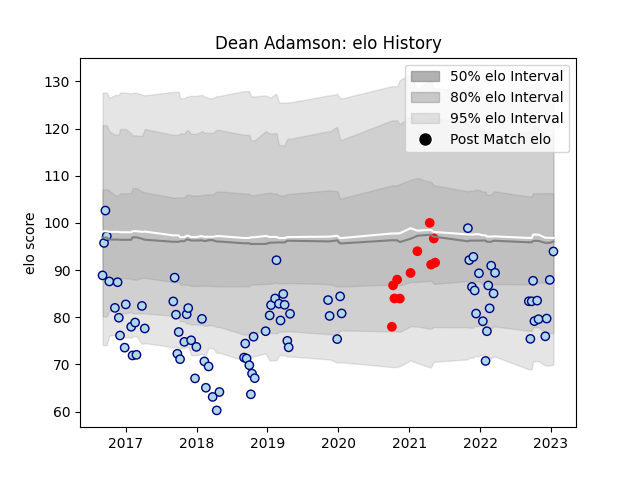 Dean Adamson: elo History
50% elo Interval
80% elo Interval
95% elo Interval
Post Match elo
elo score
130
120
110
100
90
80
70
60
2017 2018 2019 2020 2021 2022 2023